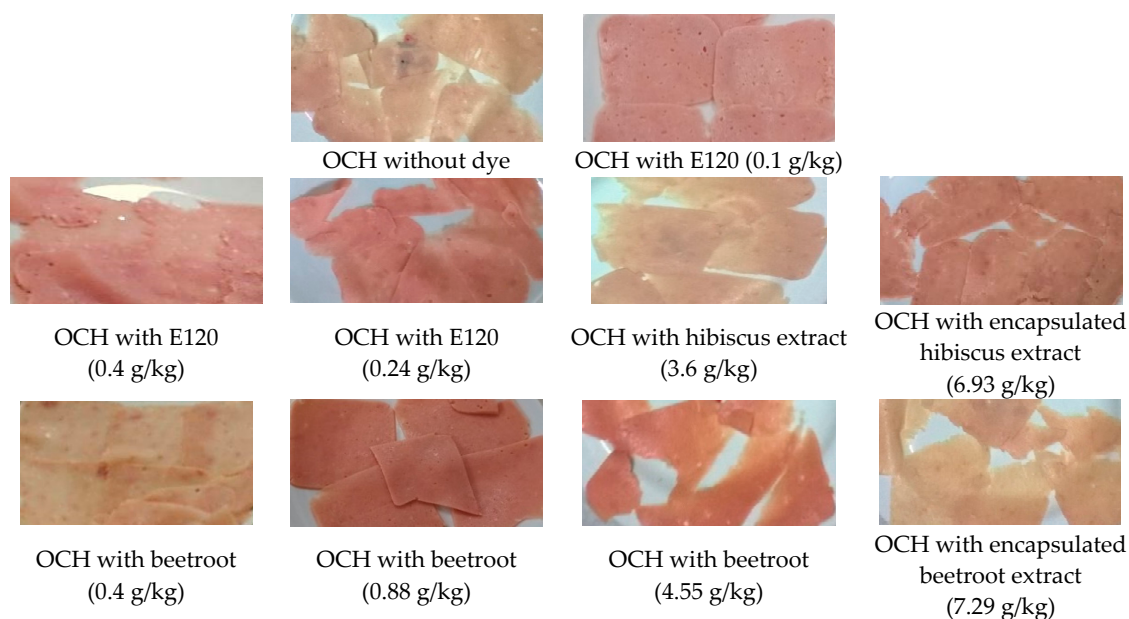 OCH without dye
OCH with E120 (0.1 g/kg)
OCH with E120
(0.4 g/kg)
OCH with E120
(0.24 g/kg)
OCH with hibiscus extract
(3.6 g/kg)
OCH with encapsulated
hibiscus extract
(6.93 g/kg)
OCH with beetroot
(0.4 g/kg)
OCH with beetroot
(0.88 g/kg)
OCH with beetroot
(4.55 g/kg)
OCH with encapsulated
beetroot extract
(7.29 g/kg)